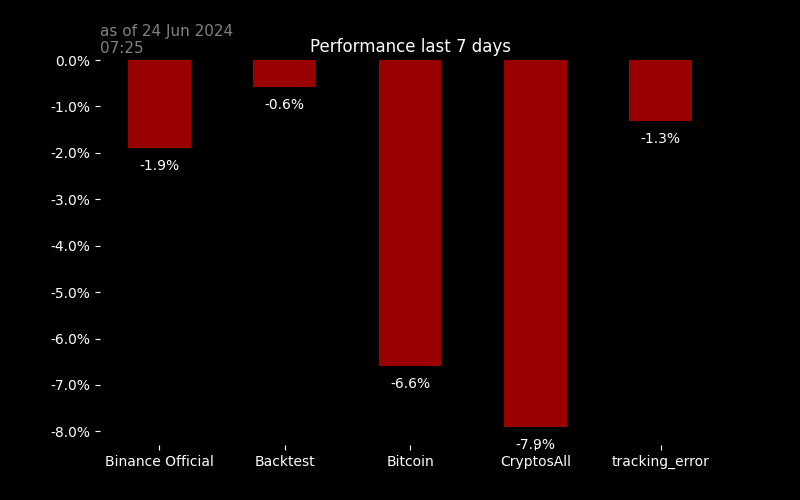 as of 24 Jun 2024
07:25
Performance last 7 days
0.0%
-1.0%
-2.0%
-3.0%
-4.0%
-5.0%
-6.0%
-7.0%
-8.0%
-1.9%
-0.6%
-6.6%
-7.9%
-1.3%
Binance Official
Backtest
Bitcoin
CryptosAll
tracking_error